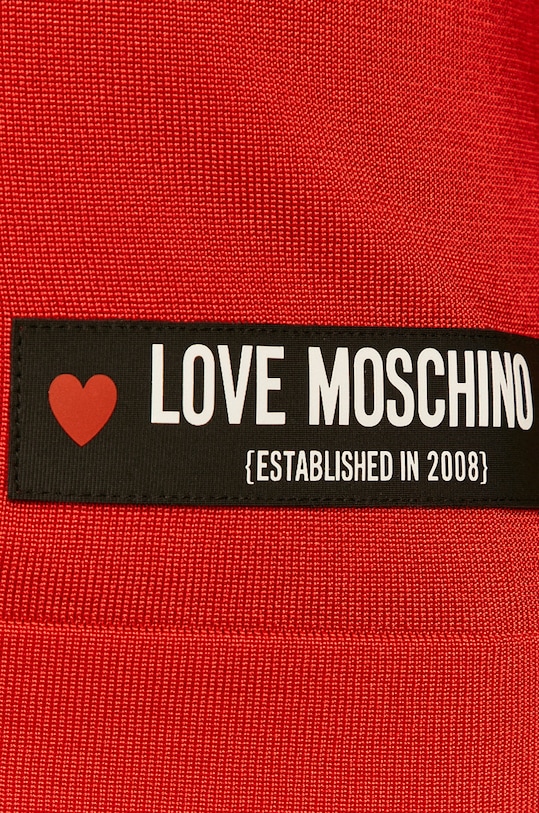 LOVE MOSCHINO
{ESTABLISHED IN 2008}